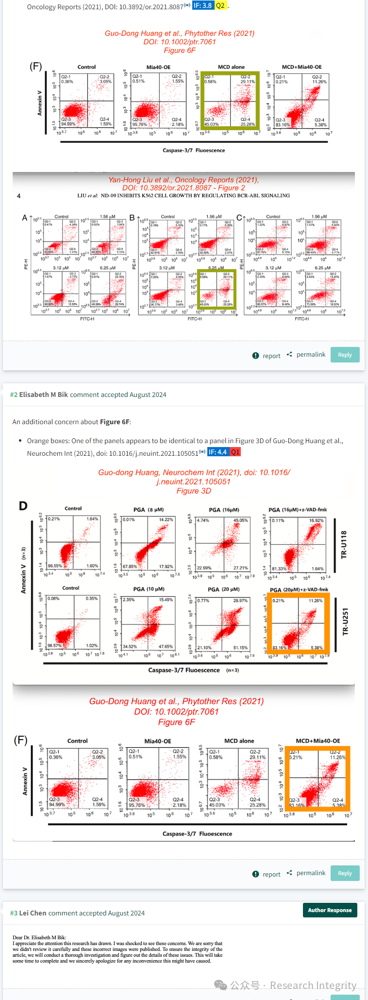 Oncology Reports (2021), DOI: 10.3892/or.2021.8087 IF: 3.8 Q2 -
Guo-Dong Huang et al., Phytother Res (2021)
DOI: 10.1002/ptr.7061
Figure 6F
(F)
Control Mia40-OE MCD alone MCD+Mia40-OE
Annexin V
Q2-1 Q2-2 Q2-1 Q2-2 Q2-1 Q2-2 Q2-1 Q2-2
0.36% 3.05% 0.51% 1.55% 0.58% 29.11% 0.21% 11.26%
Q2-3 Q2-4 Q2-3 Q2-4 Q2-3 Q2-4 Q2-3 Q2-4
94.99% 1.59% 95.76% 2.18% 45.03% 25.28% 83.16% 5.38%
Caspase-3/7 Fluoescence
Yan-Hong Liu et al., Oncology Reports (2021),
DOI: 10.3892/or.2021.8087 - Figure 2
4 LIU et al: ND-09 INHIBITS K562 CELL GROWTH BY REGULATING BCR-ABL SIGNALING
A B C
Control 1.56 μM Control 1.56 μM Control 1.56 μM
3.12 μM 6.25 μM 3.12 μM 6.25 μM 3.12 μM 6.25 μM
PE-H PE-H PE-H
FITC-H FITC-H FITC-H
report permalink Reply
#2 Elisabeth M Bik comment accepted August 2024
An additional concern about Figure 6F:
• Orange boxes: One of the panels appears to be identical to a panel in Figure 3D of Guo-Dong Huang et al.,
Neurochem Int (2021), doi: 10.1016/j.neuint.2021.105051 IF: 4.4 Q1
Guo-dong Huang, Neurochem Int (2021), doi: 10.1016/
j.neuint.2021.105051
Figure 3D
D
Control PGA (8 μM) PGA (16μM) PGA (16μM)+z-VAD-fmk
0.21% 1.64% 0.01% 14.22% 4.74% 45.05% 0.11% 16.92%
96.55% 1.60% 67.85% 17.92% 22.99% 27.21% 81.33% 1.64%
TR-U118
Annexin V (n=3)
Control PGA (10 μM) PGA (20 μM) PGA (20μM)+z-VAD-fmk
0.06% 0.35% 2.35% 15.49% 0.77% 26.97% 0.21% 11.26%
98.57% 1.02% 34.52% 47.65% 21.10% 51.15% 83.16% 5.38%
TR-U251
Caspase-3/7 Fluoescence (n=3)
Guo-Dong Huang et al., Phytother Res (2021)
DOI: 10.1002/ptr.7061
Figure 6F
(F)
Control Mia40-OE MCD alone MCD+Mia40-OE
Annexin V
Q2-1 Q2-2 Q2-1 Q2-2 Q2-1 Q2-2 Q2-1 Q2-2
0.36% 3.05% 0.51% 1.55% 0.58% 29.11% 0.21% 11.26%
Q2-3 Q2-4 Q2-3 Q2-4 Q2-3 Q2-4 Q2-3 Q2-4
94.99% 1.59% 95.76% 2.18% 45.03% 25.28% 83.16% 5.38%
Caspase-3/7 Fluoescence
report permalink Reply
#3 Lei Chen comment accepted August 2024
Author Response
Dear Dr. Elisabeth M Bik:
I appreciate the attention this research has drawn. I was shocked to see these concerns. We are sorry that
we didn't review it carefully and these incorrect images were published. To ensure the integrity of the
article, we will conduct a thorough investigation and figure out the details of these issues. This will take
some time to complete and we sincerely apologize for any inconvenience this might have caused.
公众号 · Research Integrity